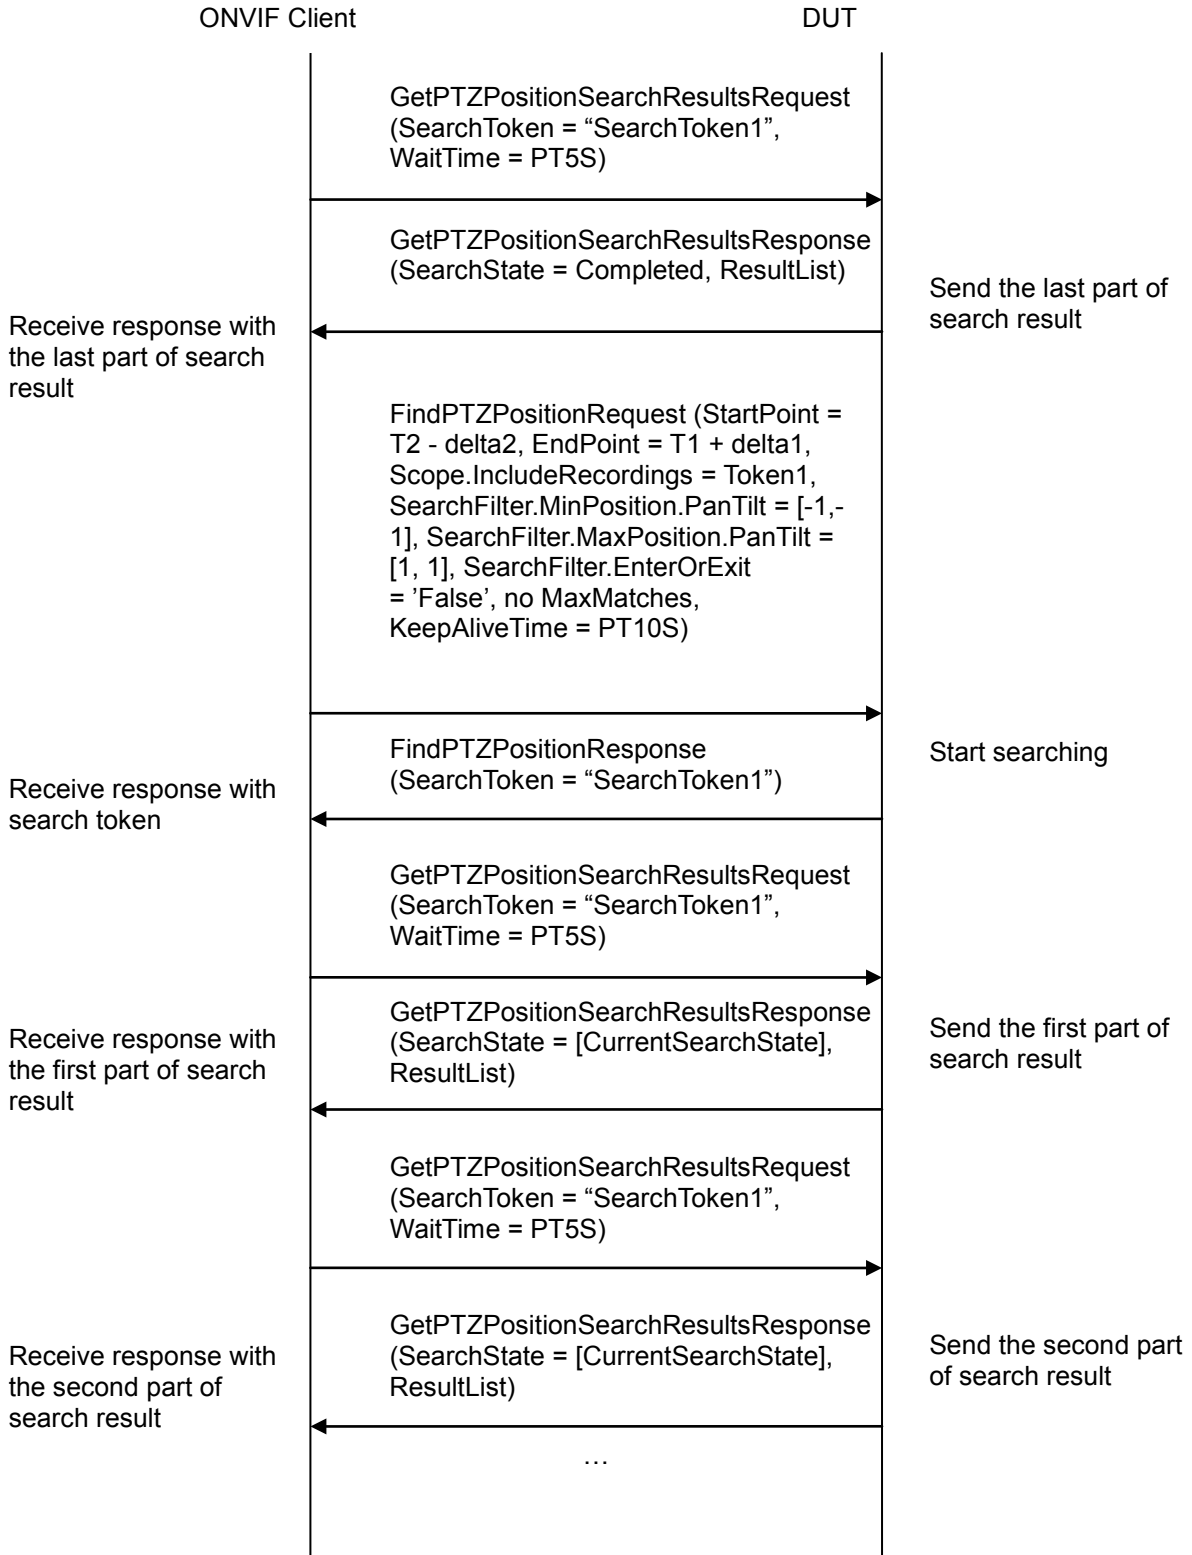 ONVIF Client
DUT
GetPTZPositionSearchResultsRequest
(SearchToken = “SearchToken1”,
WaitTime = PT5S)
GetPTZPositionSearchResultsResponse
(SearchState = Completed, ResultList)
Send the last part of
search result
Receive response with
the last part of search
result
FindPTZPositionRequest (StartPoint =
T2 - delta2, EndPoint = T1 + delta1,
Scope.IncludeRecordings = Token1,
SearchFilter.MinPosition.PanTilt = [-1,-
1], SearchFilter.MaxPosition.PanTilt =
[1, 1], SearchFilter.EnterOrExit
= ’False’, no MaxMatches,
KeepAliveTime = PT10S)
FindPTZPositionResponse
(SearchToken = “SearchToken1”)
Start searching
Receive response with
search token
GetPTZPositionSearchResultsRequest
(SearchToken = “SearchToken1”,
WaitTime = PT5S)
GetPTZPositionSearchResultsResponse
(SearchState = [CurrentSearchState],
ResultList)
Send the first part of
search result
Receive response with
the first part of search
result
GetPTZPositionSearchResultsRequest
(SearchToken = “SearchToken1”,
WaitTime = PT5S)
GetPTZPositionSearchResultsResponse
(SearchState = [CurrentSearchState],
ResultList)
Send the second part
of search result
Receive response with
the second part of
search result
…